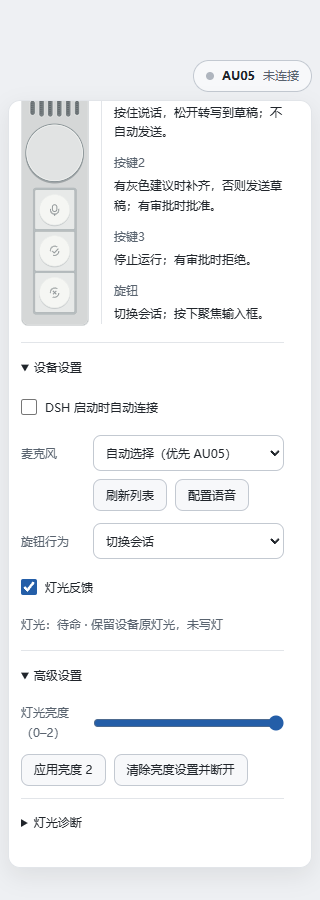 AU05 未连接
按住说话，松开转写到草稿；不
自动发送。
按键2
有灰色建议时补齐，否则发送草
稿；有审批时批准。
按键3
停止运行；有审批时拒绝。
旋钮
切换会话；按下聚焦输入框。
▼ 设备设置
DSH 启动时自动连接
麦克风 自动选择（优先 AU05）
刷新列表 配置语音
旋钮行为 切换会话
灯光反馈
灯光：待命 · 保留设备原灯光，未写灯
▼ 高级设置
灯光亮度
（0–2）
应用亮度 2 清除亮度设置并断开
▶ 灯光诊断